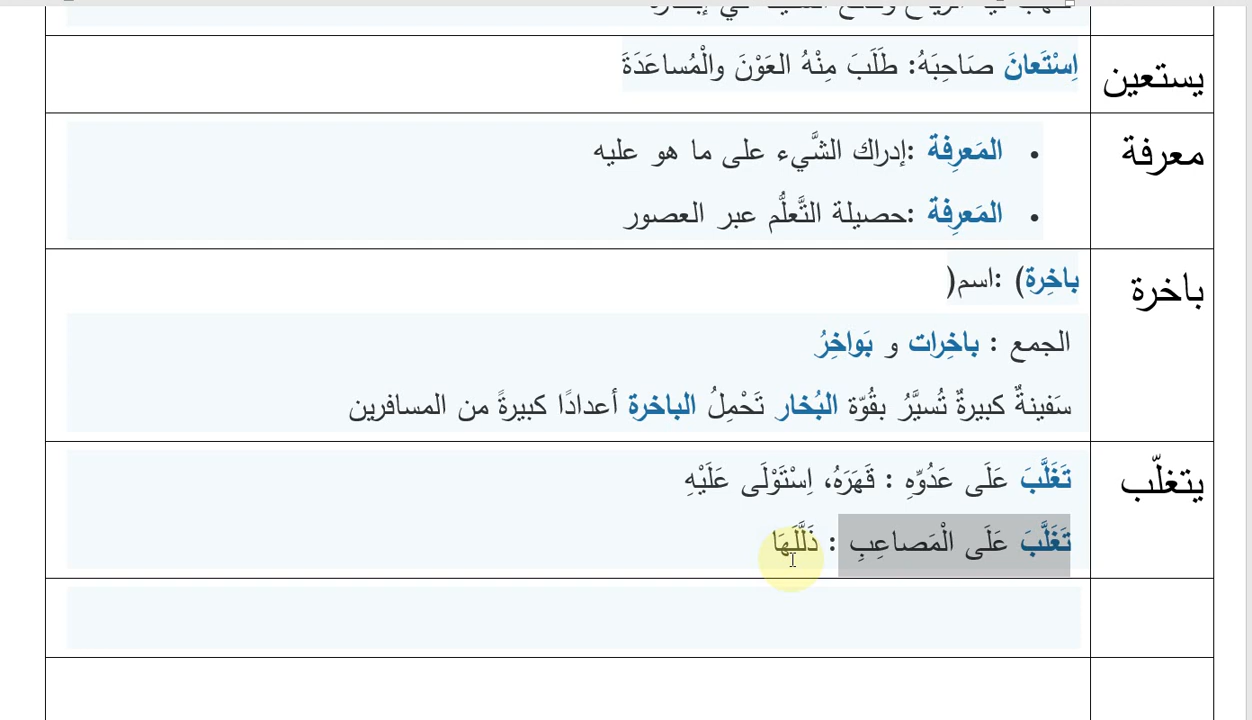 يستعين
اِسْتَعانَ صَاحِبَهُ: طَلَبَ مِنْهُ العَوْنَ والْمُساعَدَةَ
معرفة
• المَعرِفة :إدراك الشَّيء على ما هو عليه
• المَعرِفة :حصيلة التَّعلُّم عبر العصور
باخرة
باخِرة) :اسم(
الجمع : باخِرات و بَواخِرُ
سَفينةٌ كبيرةٌ تُسيَّرُ بقُوّة البُخار تَحْمِلُ الباخرة أعدادًا كبيرةً من المسافرين
يتغلّب
تَغَلَّبَ عَلَى عَدُوِّهِ : قَهَرَهُ، اِسْتَوْلَى عَلَيْهِ
تَغَلَّبَ عَلَى الْمَصاعِبِ : ذَلَّلَهَا